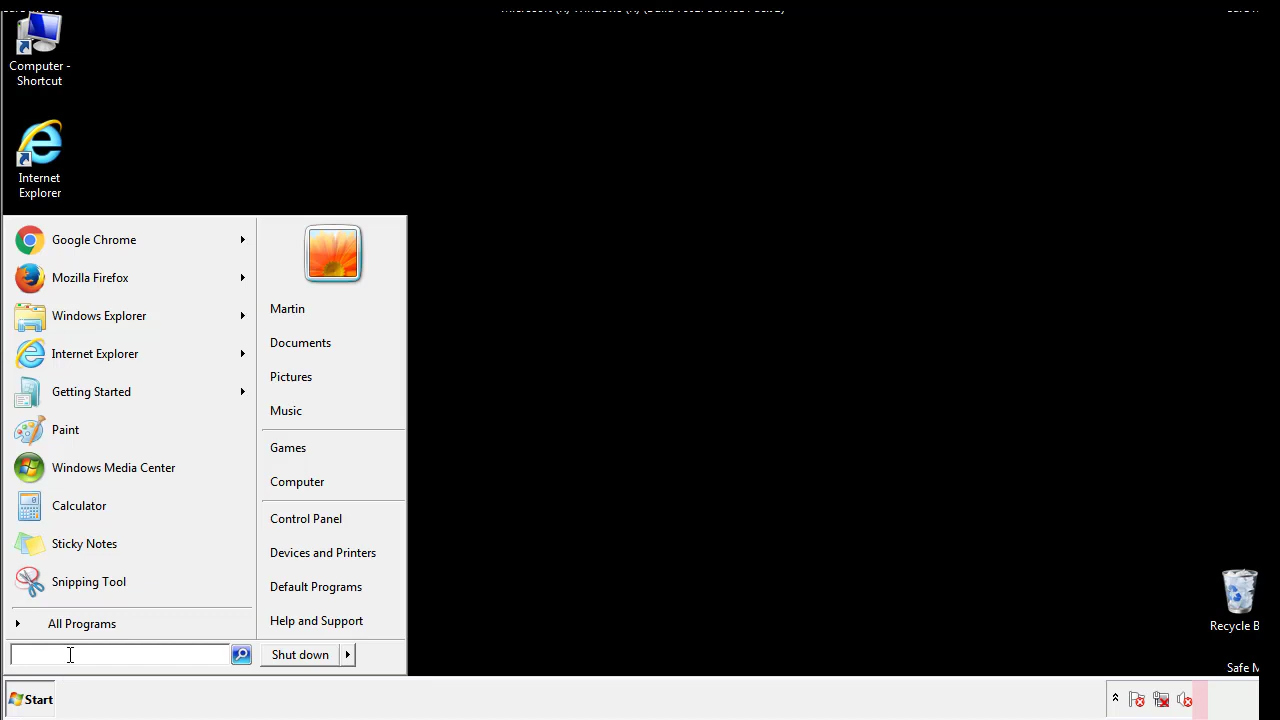 Computer -
Shortcut
Internet
Explorer
Google Chrome
Mozilla Firefox
Windows Explorer
Internet Explorer
Getting Started
Paint
Windows Media Center
Calculator
Sticky Notes
Snipping Tool
All Programs
Martin
Documents
Pictures
Music
Games
Computer
Control Panel
Devices and Printers
Default Programs
Help and Support
Shut down
Recycle B
Safe M
Start